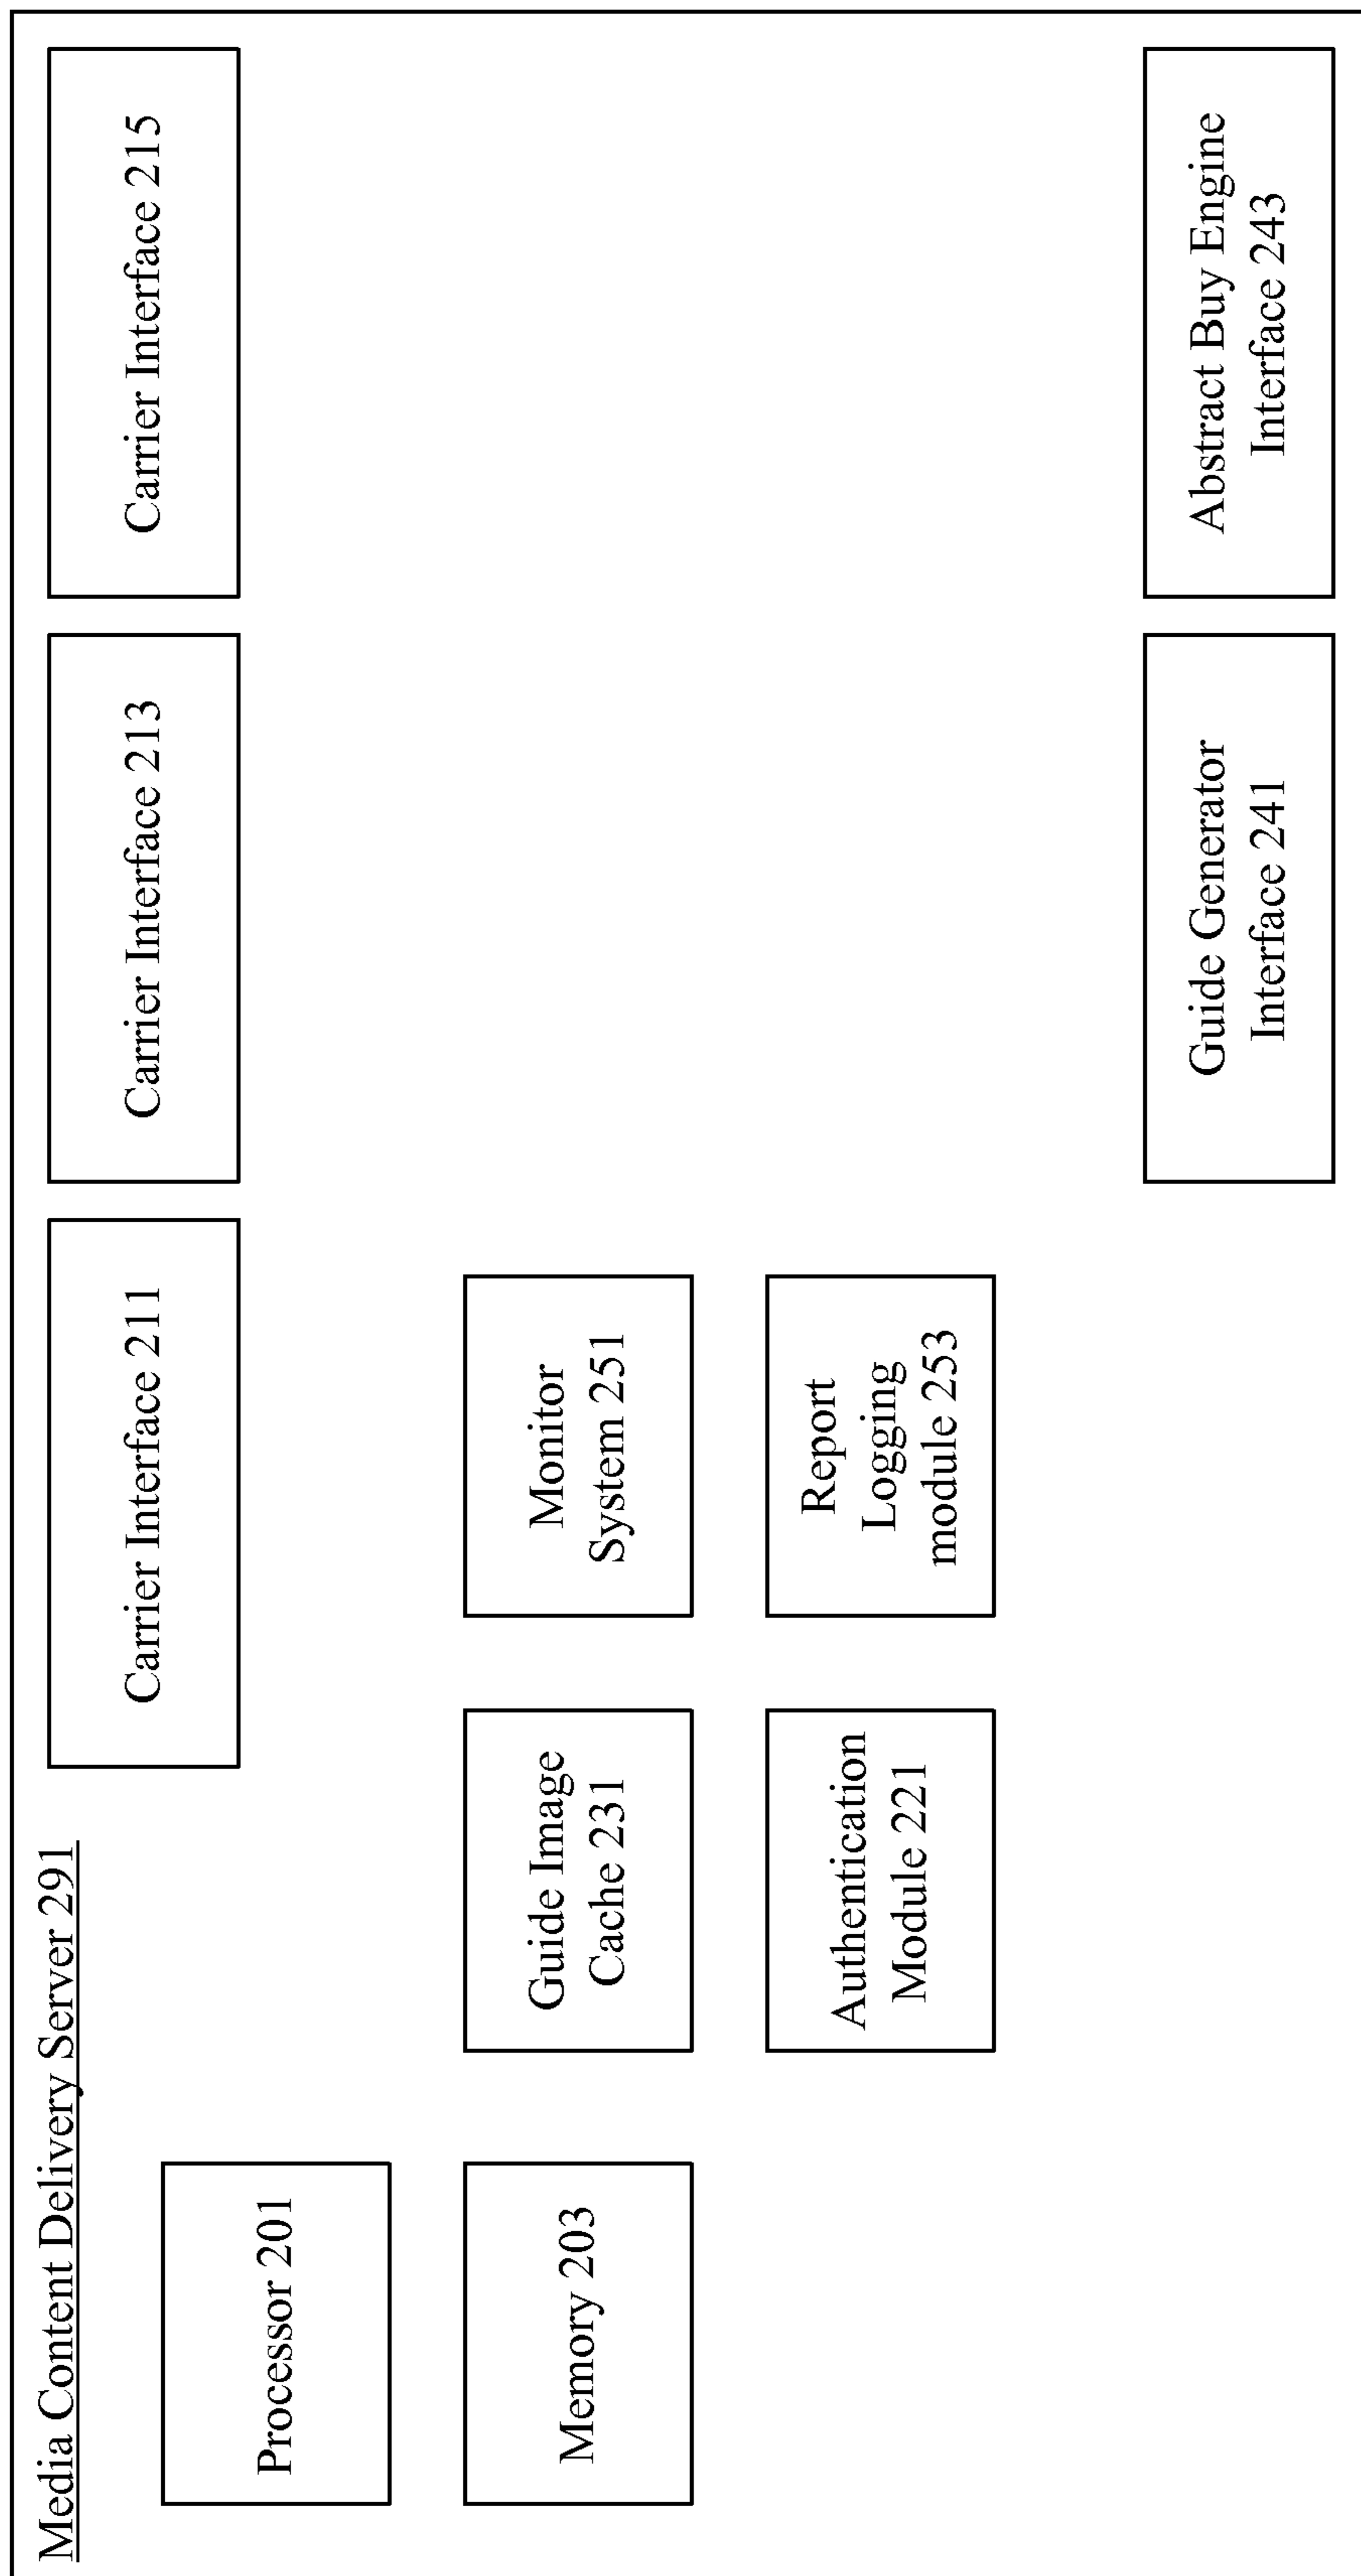 Media Content Delivery Server 291
Carrier Interface 211
Carrier Interface 213
Carrier Interface 215
Processor 201
Memory 203
Guide Image
Cache 231
Monitor
System 251
Authentication
Module 221
Report
Logging
module 253
Guide Generator
Interface 241
Abstract Buy Engine
Interface 243